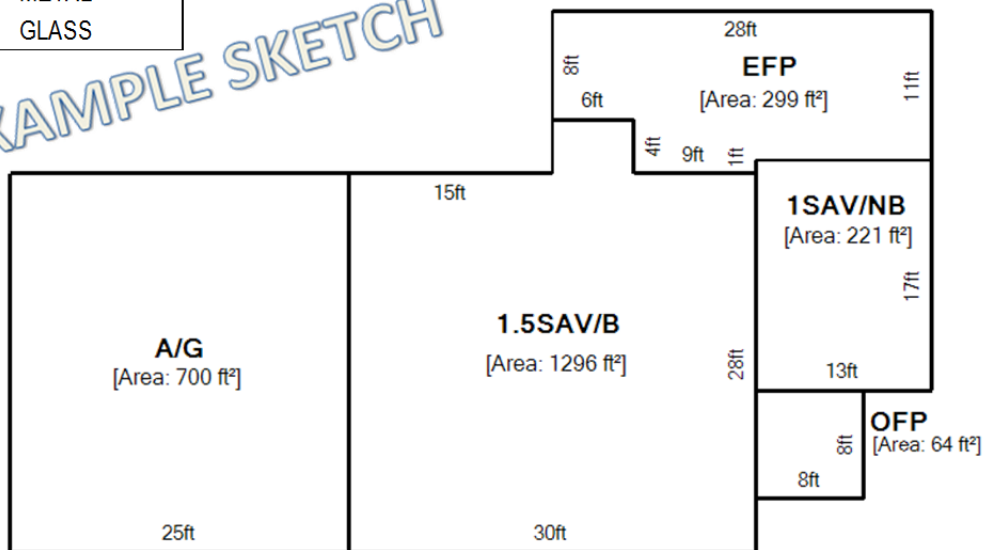 GLASS
EXAMPLE SKETCH
28ft
8ft
EFP
[Area: 299 ft²]
11ft
6ft
4ft
9ft
1ft
15ft
1SAV/NB
[Area: 221 ft²]
17ft
1.5SAV/B
[Area: 1296 ft²]
A/G
[Area: 700 ft²]
28ft
13ft
OFP
[Area: 64 ft²]
8ft
8ft
25ft
30ft